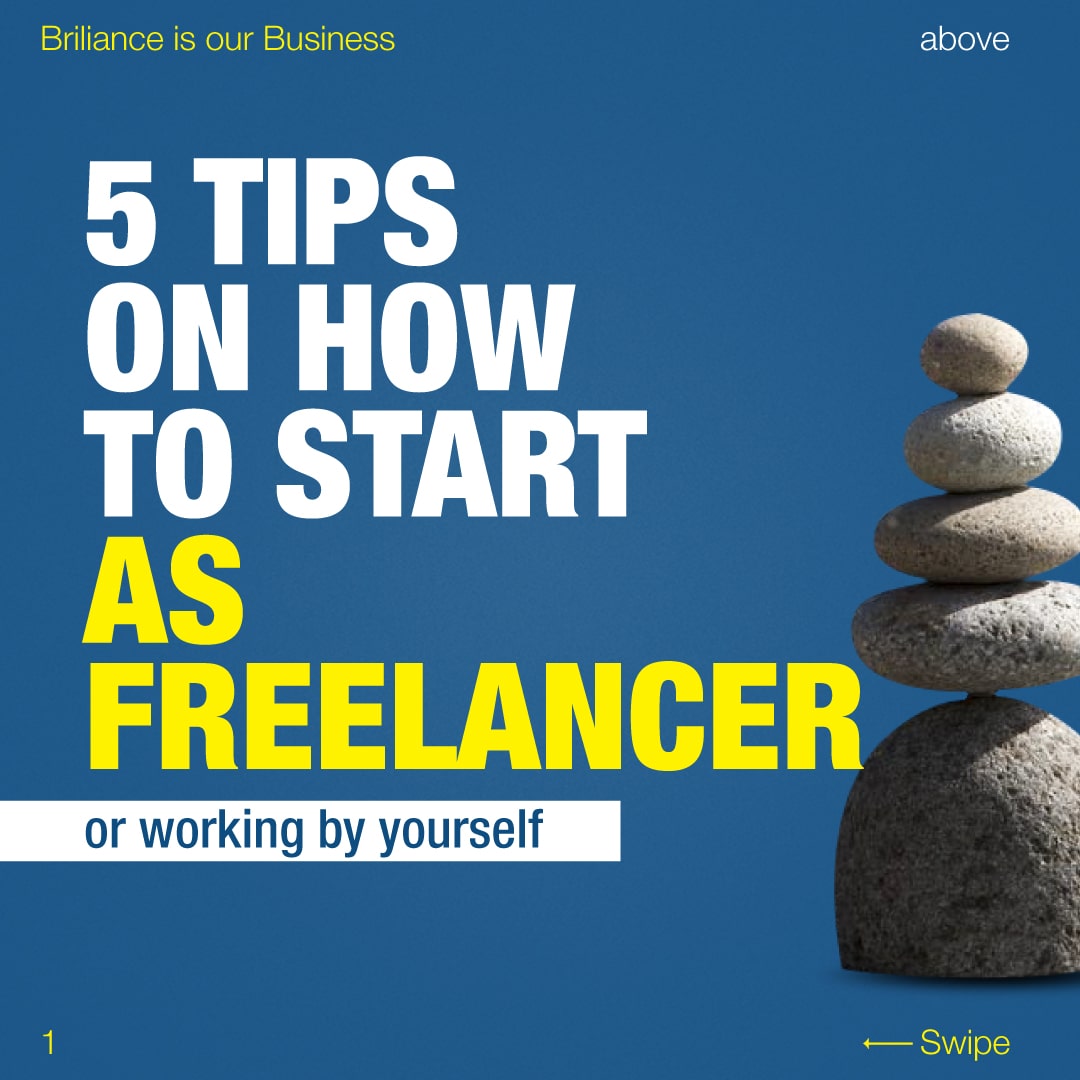 Briliance is our Business
above
5 TIPS
ON HOW
TO START
AS
FREELANCER
or working by yourself
1
Swipe